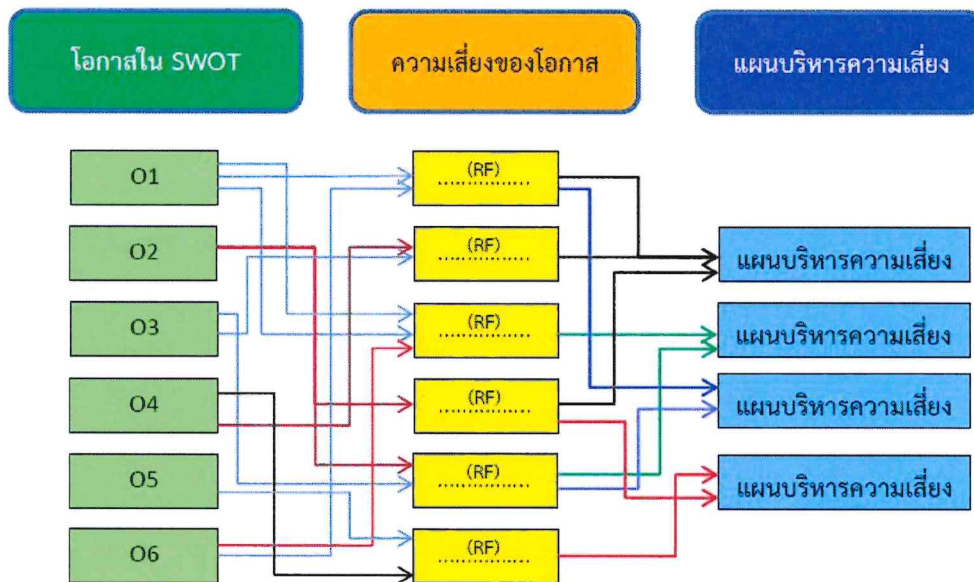 โอกาสใน SWOT
ความเสี่ยงของโอกาส
แผนบริหารความเสี่ยง
O1
O2
O3
O4
O5
O6
(RF)
................
(RF)
................
(RF)
................
(RF)
................
(RF)
................
(RF)
................
แผนบริหารความเสี่ยง
แผนบริหารความเสี่ยง
แผนบริหารความเสี่ยง
แผนบริหารความเสี่ยง